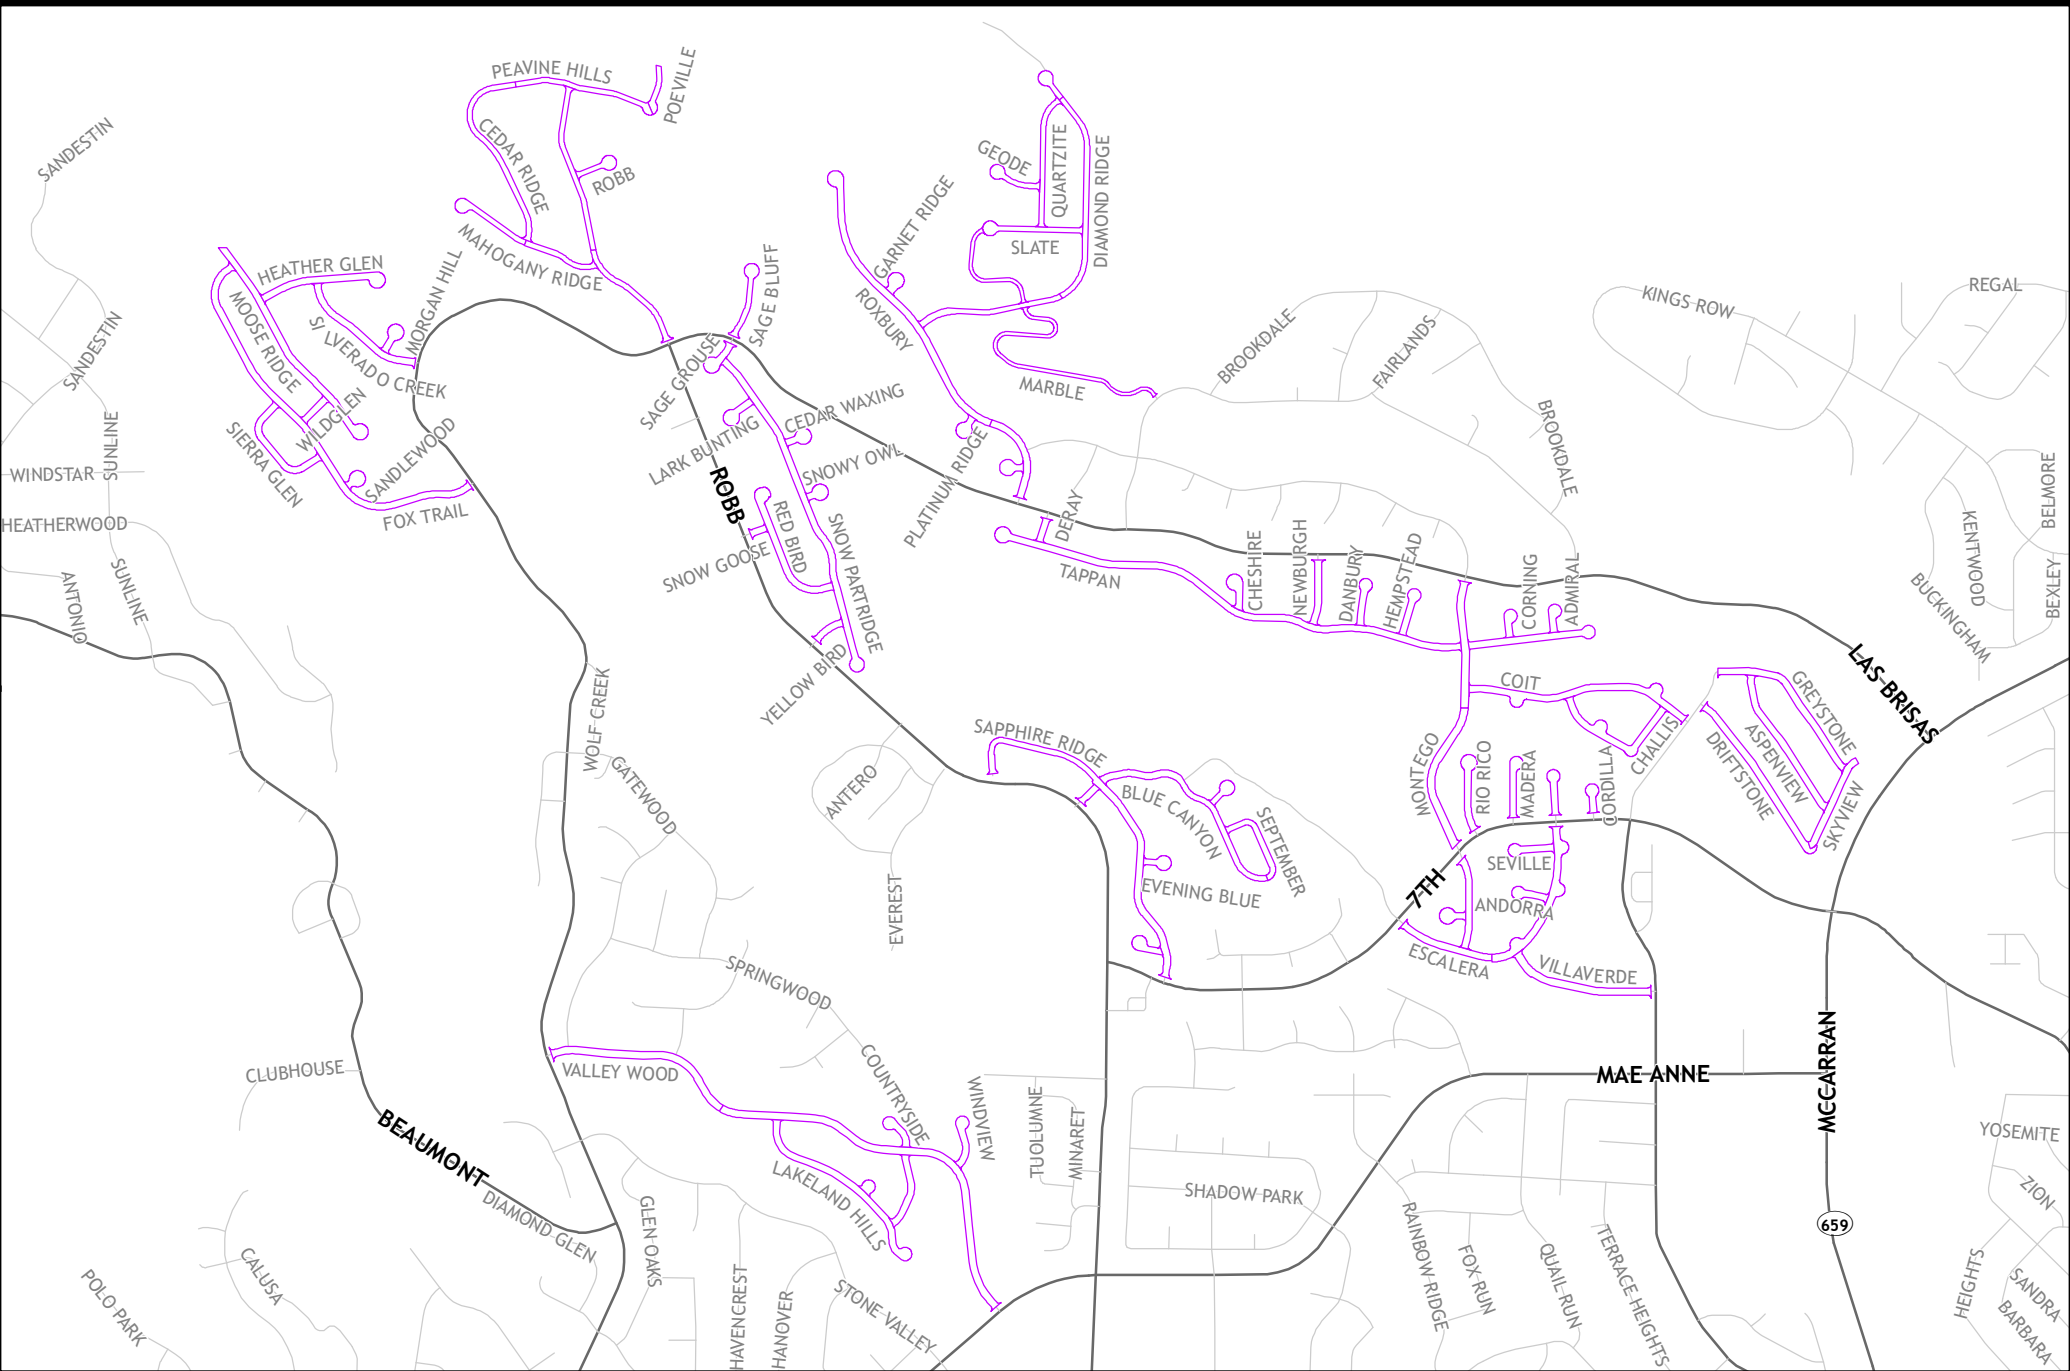 PEAVINE HILLS
POEVILLE
SANDESTIN
CEDAR RIDGE
ROBB
GEODE
QUARTZITE
DIAMOND RIDGE
GARNET RIDGE
SLATE
MAHOGANY RIDGE
HEATHER GLEN
MORGAN HILL
SAGE BLUFF
MOOSE RIDGE
S/ LVERADO CREEK
ROXBURY
KINGS ROW
REGAL
SANDESTIN
SAGE GROUSE
BROOKDALE
FAIRLANDS
MARBLE
CEDAR WAXING
LARK BUNTING
WILDGLEN
SIERRA GLEN
SANDLEWOOD
FOX TRAIL
SUNLINE
WINDSTAR
HEATHERWOOD
ROBB
SNOWY OWL
PLATINUM RIDGE
BROOKDALE
BELMORE
KENTWOOD
DERAY
RED BIRD
SNOW GOOSE
SNOW PARTRIDGE
TAPPAN
CHESHIRE
NEWBURGH
DANBURY
HEMPSTEAD
CORNING
ADMIRAL
BUCKINGHAM
BEXLEY
ANTONIO
SUNLINE
YELLOW BIRD
WOLF CREEK
LAS BRISAS
COIT
GREYSTONE
SAPPHIRE RIDGE
CHALLIS
ASPENVIEW
DRIFTSTONE
SKYVIEW
MONTEGO
RIO RICO
MADERA
CORDILLA
GATEWOOD
ANTERO
BLUE CANYON
SEPTEMBER
SEVILLE
EVEREST
EVENING BLUE
7TH
ANDORRA
ESCALERA
VILLAVERDE
SPRINGWOOD
CLUBHOUSE
VALLEY WOOD
COUNTRYSIDE
WINDVIEW
TUOLUMNE
MINARET
MAE ANNE
MCCARRAN
YOSEMITE
BEAUMONT
LAKELAND HILLS
SHADOW PARK
ZION
659
DIAMOND GLEN
GLEN OAKS
RAINBOW RIDGE
FOX RUN
QUAIL RUN
TERRACE HEIGHTS
HEIGHTS
SANDRA
BARBARA
CALUSA
POLO PARK
HAVENCREST
HANOVER
STONE VALLEY